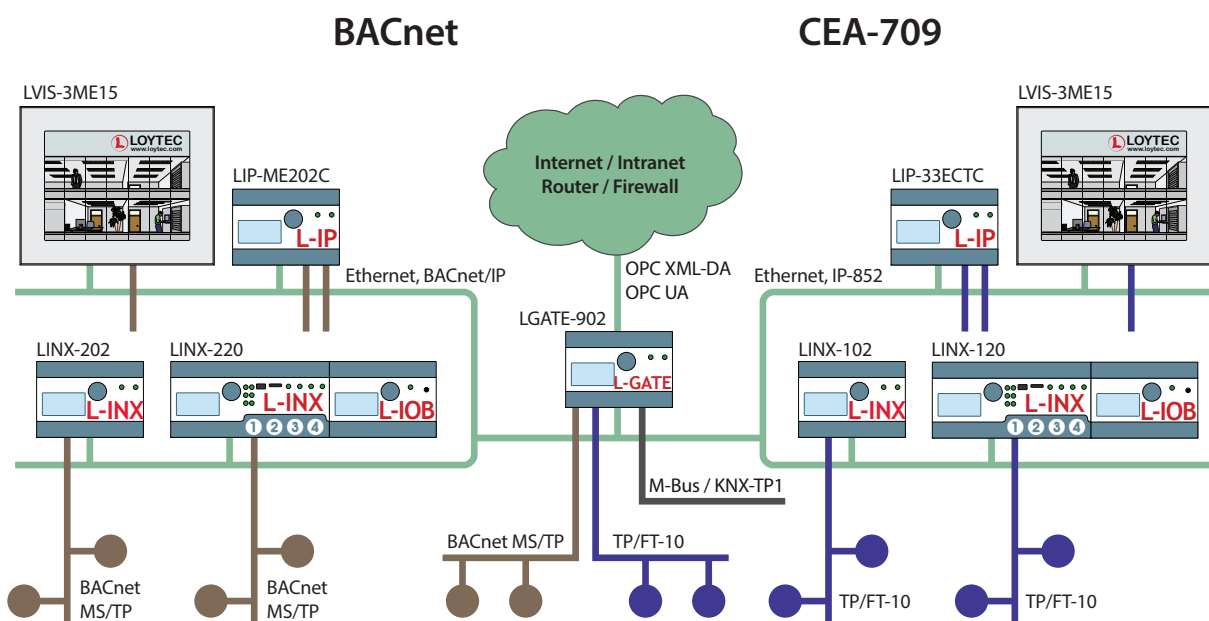 BACnet
CEA-709
LVIS-3ME15
LOYTEC
www.loytec.com
LIP-ME202C
L-IP
Internet / Intranet
Router / Firewall
LIP-33ECTC
L-IP
LVIS-3ME15
LOYTEC
www.loytec.com
Ethernet, BACnet/IP
OPC XML-DA
OPC UA
Ethernet, IP-852
LGATE-902
L-GATE
LINX-202
L-INX
LINX-220
L-INX
1 2 3 4
L-IOB
LINX-102
L-INX
LINX-120
L-INX
1 2 3 4
L-IOB
M-Bus / KNX-TP1
BACnet MS/TP
TP/FT-10
BACnet
MS/TP
BACnet
MS/TP
TP/FT-10
TP/FT-10